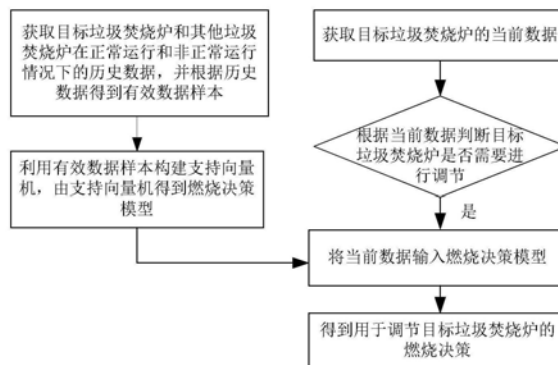 获取目标垃圾焚烧炉和其他垃圾
焚烧炉在正常运行和非正常运行
情况下的历史数据，并根据历史
数据得到有效数据样本
利用有效数据样本构建支持向量
机，由支持向量机得到燃烧决策
模型
获取目标垃圾焚烧炉的当前数据
根据当前数据判断目标
垃圾焚烧炉是否需要进
行调节
是
将当前数据输入燃烧决策模型
得到用于调节目标垃圾焚烧炉的
燃烧决策